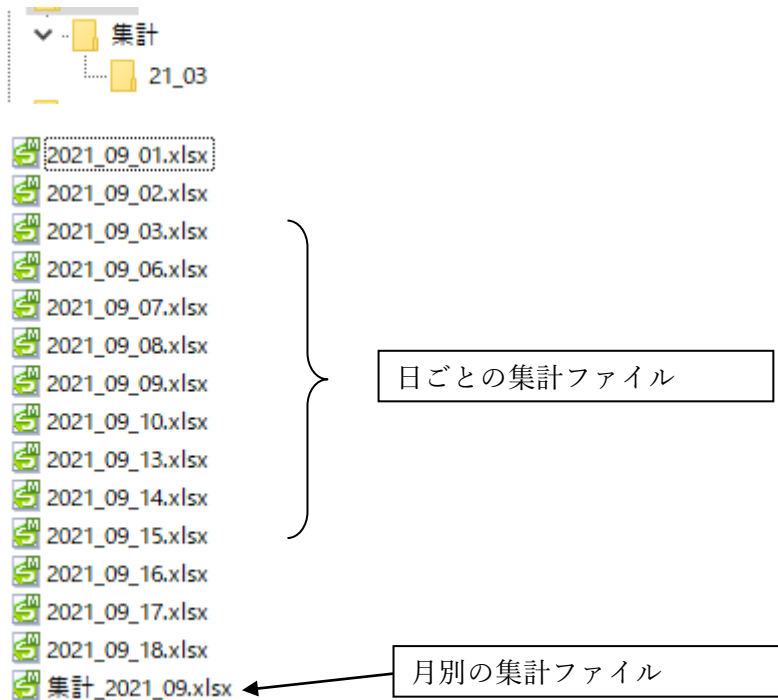 集計
21_03
2021_09_01.xlsx
2021_09_02.xlsx
2021_09_03.xlsx
2021_09_06.xlsx
2021_09_07.xlsx
2021_09_08.xlsx
2021_09_09.xlsx
日ごとの集計ファイル
2021_09_10.xlsx
2021_09_13.xlsx
2021_09_14.xlsx
2021_09_15.xlsx
2021_09_16.xlsx
2021_09_17.xlsx
2021_09_18.xlsx
月別の集計ファイル
集計_2021_09.xlsx